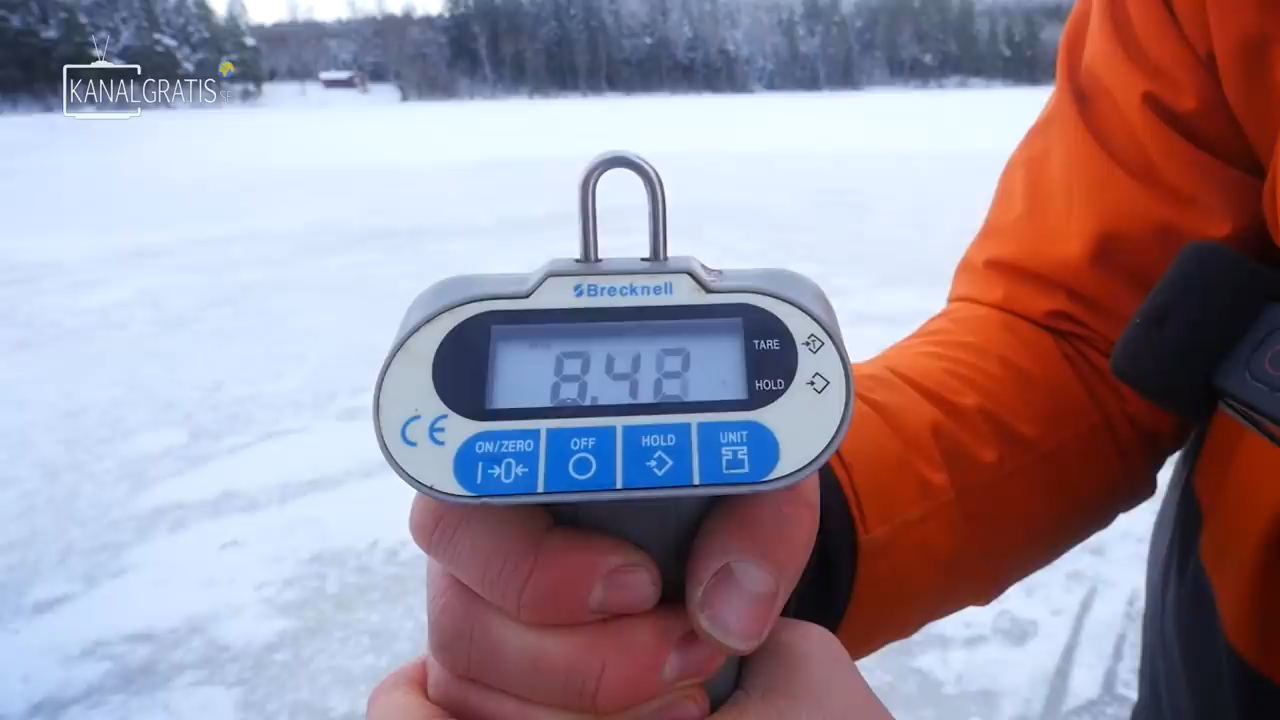 KANALGRATIS.SE
Brecknell
8.48
TARE
HOLD
CE
ON/ZERO
OFF
HOLD
UNIT